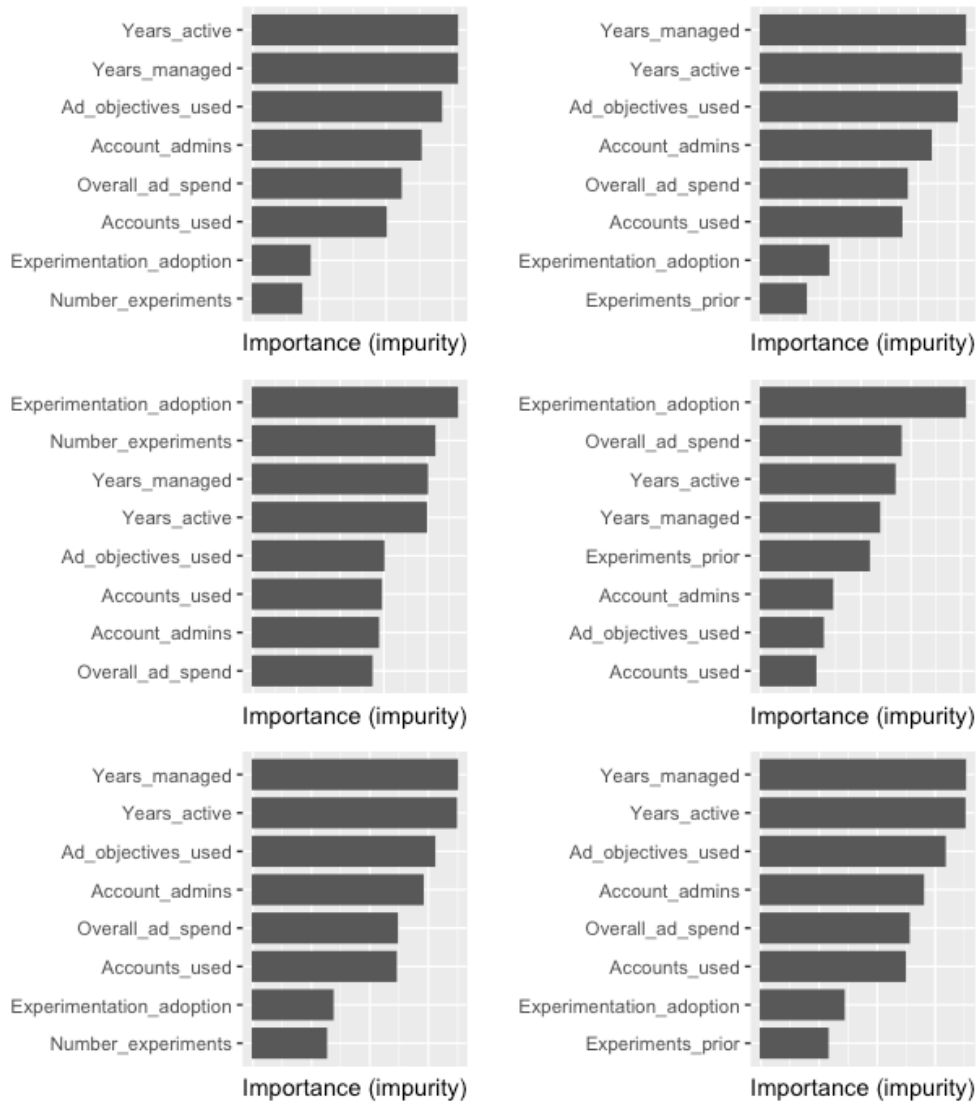 Years_active
Years_managed
Ad_objectives_used
Account_admins
Overall_ad_spend
Accounts_used
Experimentation_adoption
Number_experiments
Importance (impurity)
Years_managed
Years_active
Ad_objectives_used
Account_admins
Overall_ad_spend
Accounts_used
Experimentation_adoption
Experiments_prior
Importance (impurity)
Experimentation_adoption
Number_experiments
Years_managed
Years_active
Ad_objectives_used
Accounts_used
Account_admins
Overall_ad_spend
Importance (impurity)
Experimentation_adoption
Overall_ad_spend
Years_active
Years_managed
Experiments_prior
Account_admins
Ad_objectives_used
Accounts_used
Importance (impurity)
Years_managed
Years_active
Ad_objectives_used
Account_admins
Overall_ad_spend
Accounts_used
Experimentation_adoption
Number_experiments
Importance (impurity)
Years_managed
Years_active
Ad_objectives_used
Account_admins
Overall_ad_spend
Accounts_used
Experimentation_adoption
Experiments_prior
Importance (impurity)